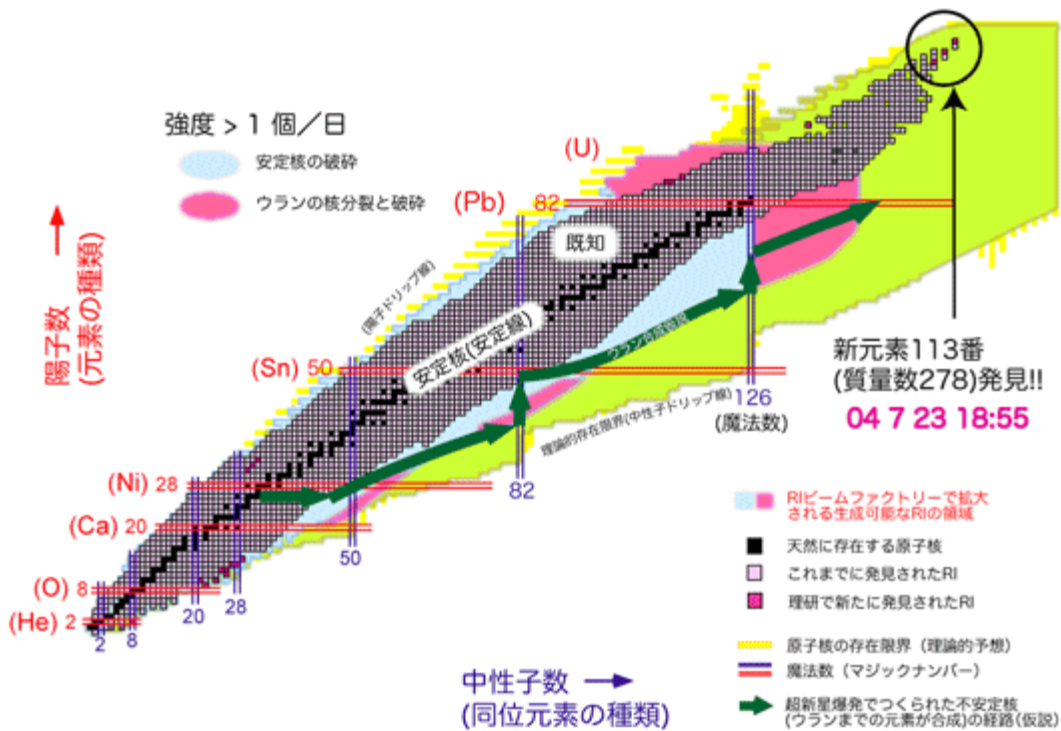 強度 > 1 個／日
安定核の破砕
ウランの核分裂と破砕
陽子数
(元素の種類)
(U)
(Pb) 82
(Sn) 50
(Ni) 28
(Ca) 20
(O) 8
(He) 2
既知
安定核(安定線)
(陽子ドリップ線)
ウラン合成仮説
理論的存在限界(中性子ドリップ線)
2
8
20
28
50
82
126
(魔法数)
新元素113番
(質量数278)発見!!
04 7 23 18:55
中性子数
(同位元素の種類)
RIビームファクトリーで拡大
される生成可能なRIの領域
天然に存在する原子核
これまでに発見されたRI
理研で新たに発見されたRI
原子核の存在限界（理論的予想）
魔法数（マジックナンバー）
超新星爆発でつくられた不安定核
(ウランまでの元素が合成)の経路(仮説)